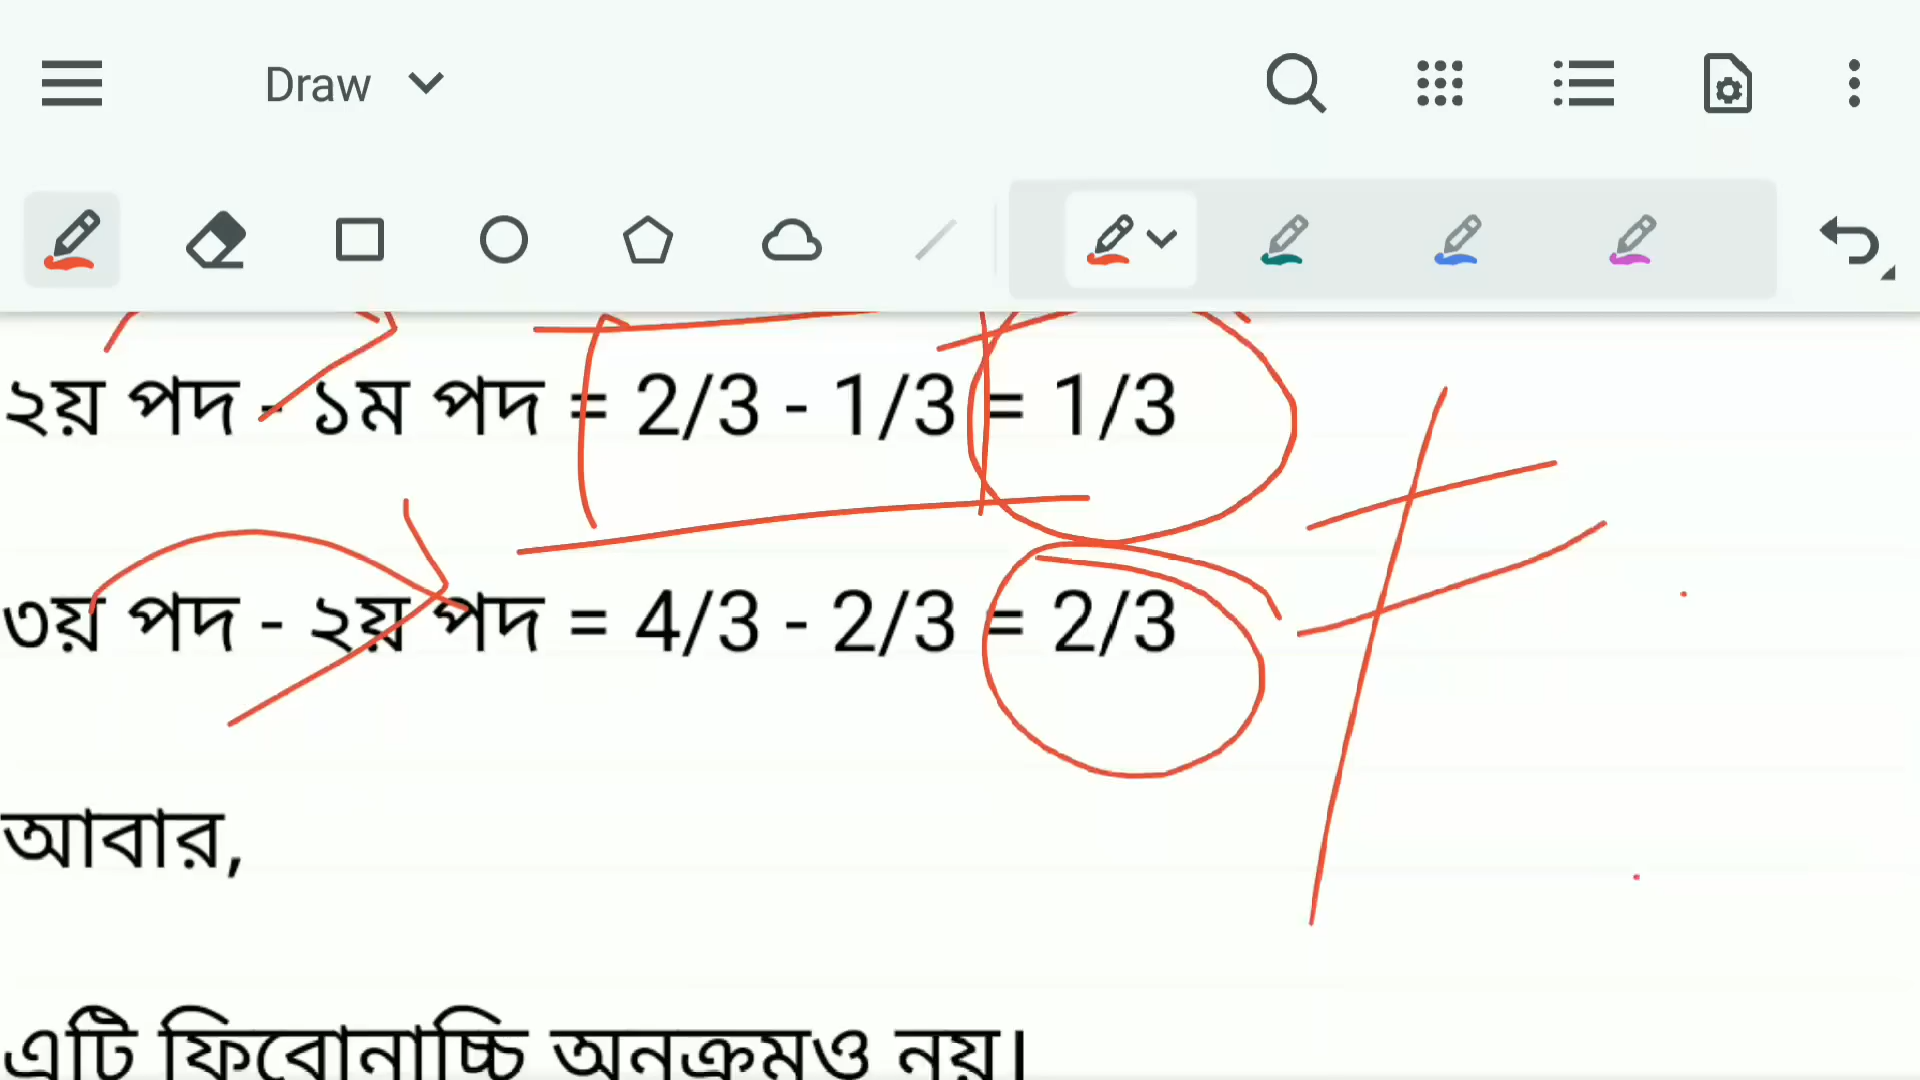 Draw
২য় পদ - ১ম পদ = 2/3 - 1/3 = 1/3
৩য় পদ - ২য় পদ = 4/3 - 2/3 = 2/3
আবার,
এটি ফিবোনাচ্চি অনুক্রমও নয়।